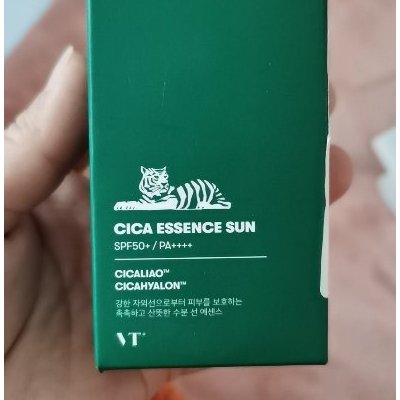 CICA ESSENCE SUN
SPF50+ / PA++++
CICALIAO™
CICAHYALON™
강한 자외선으로부터 피부를 보호하는
촉촉하고 산뜻한 수분 선 에센스
VT+